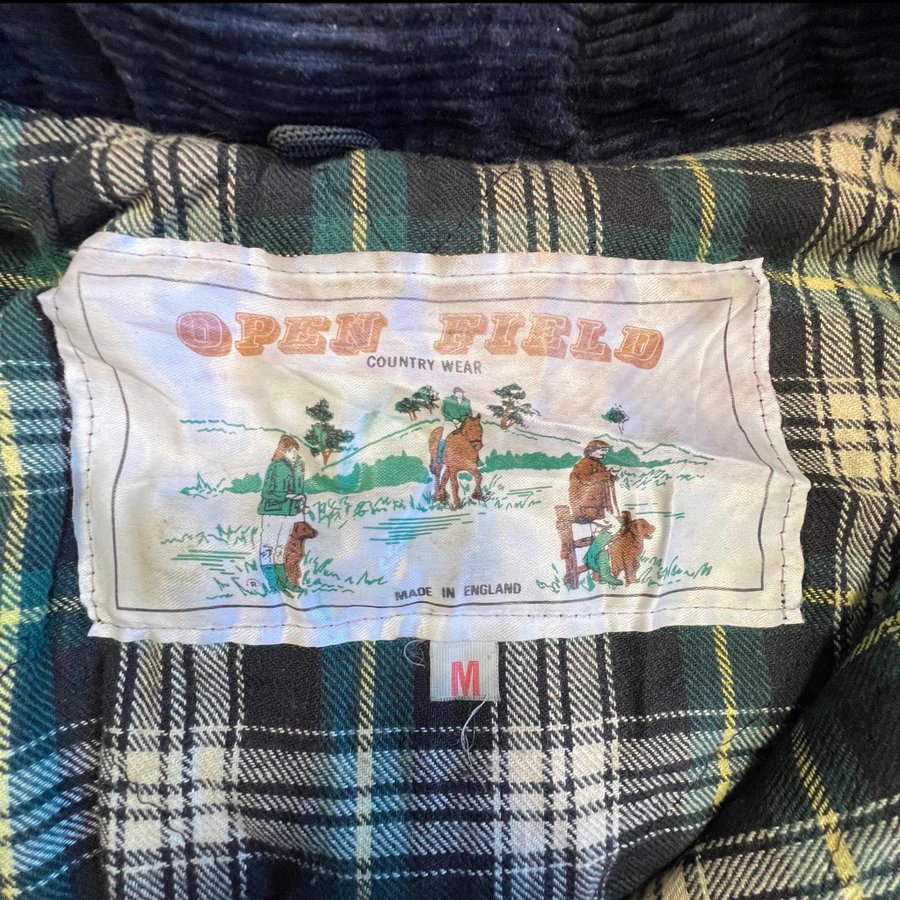 OPEN FIELD
COUNTRY WEAR
®
MADE IN ENGLAND
M